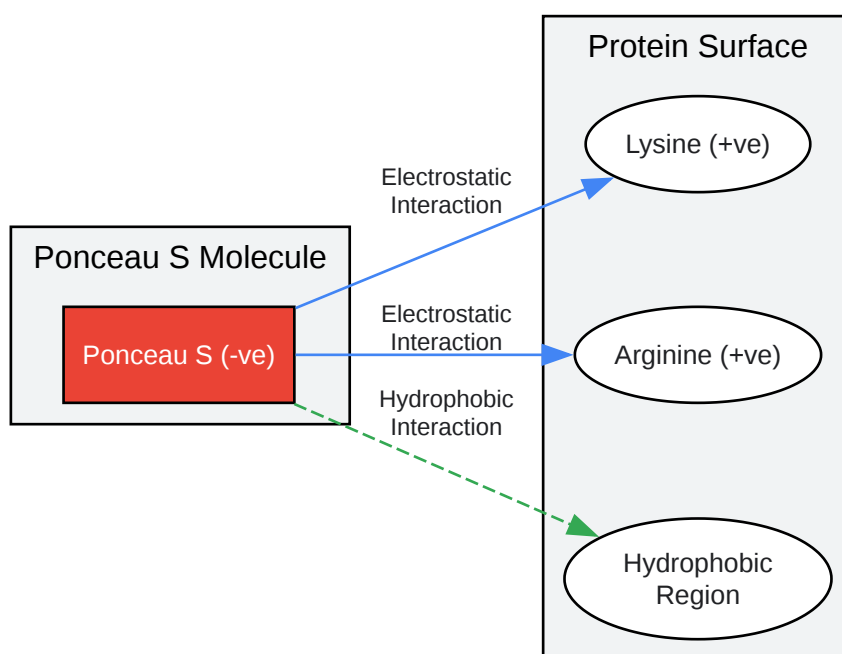 Protein Surface
Lysine (+ve)
Electrostatic
Interaction
Ponceau S Molecule
Ponceau S (-ve)
Electrostatic
Interaction
Arginine (+ve)
Hydrophobic
Interaction
Hydrophobic
Region